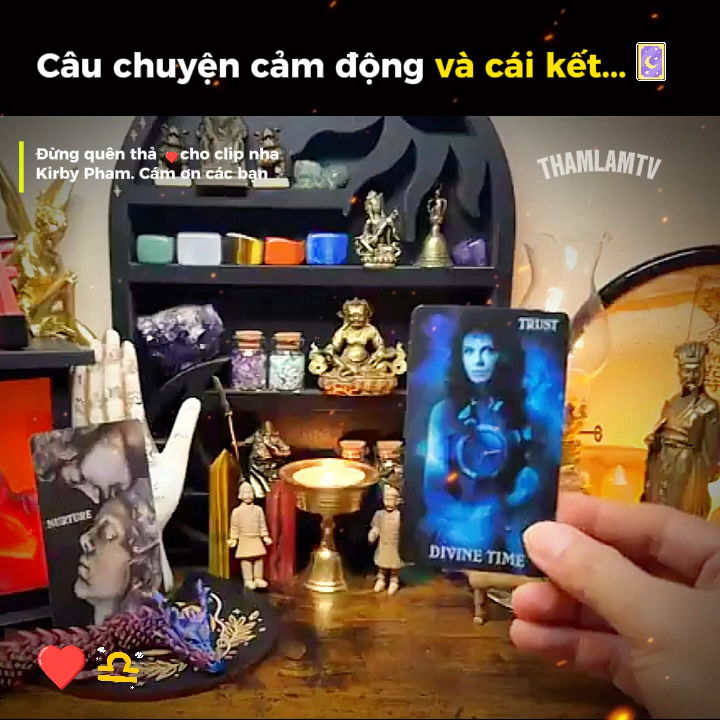 Câu chuyện cảm động và cái kết...
Đừng quên thả ❤️cho clip nha
Kirby Pham. Cám ơn các bạn
THAMLAMTV
TRUST
NURTURE
DIVINE TIME